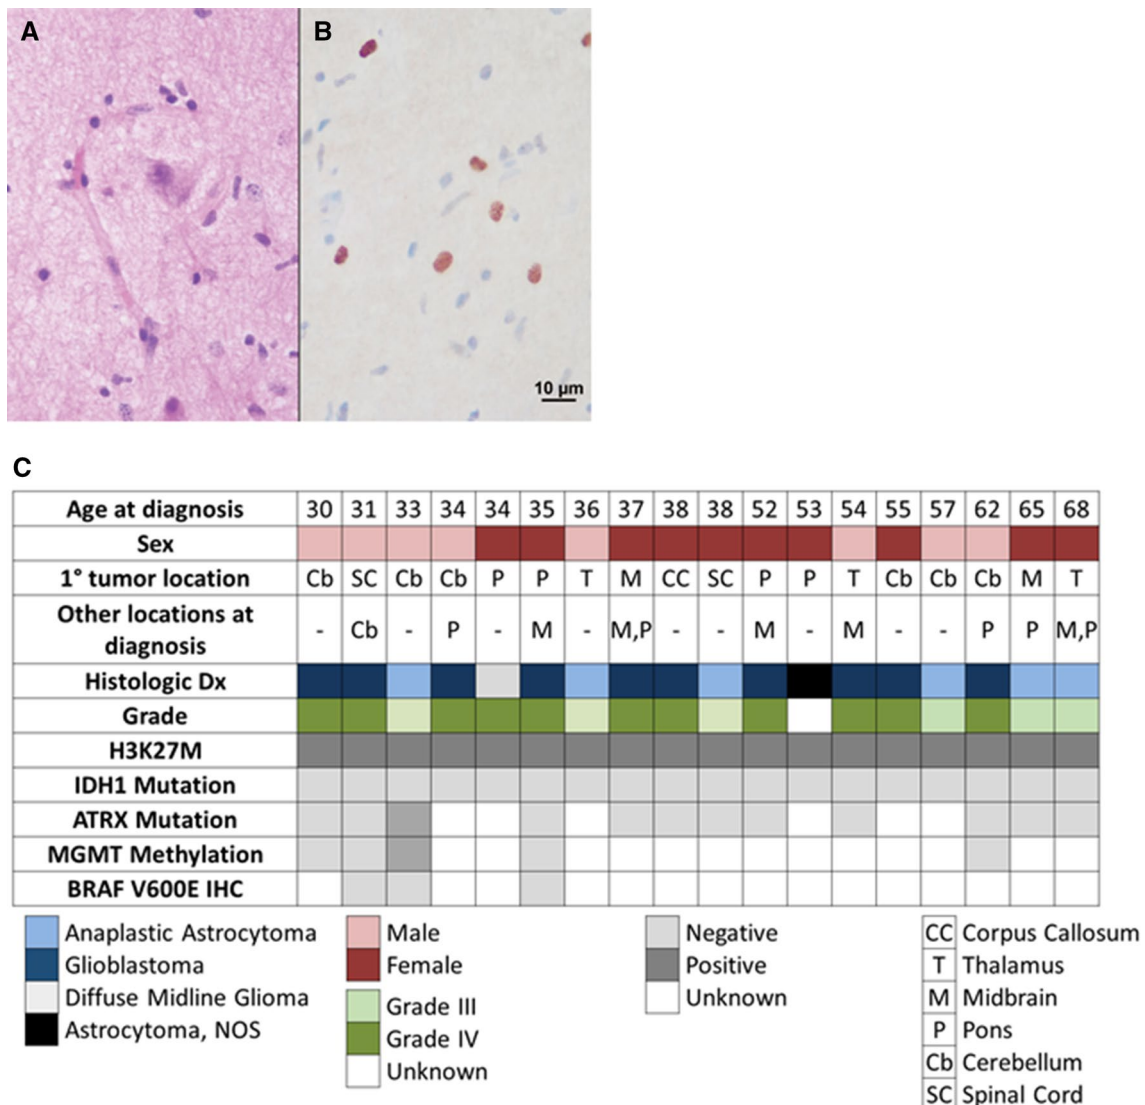 A
B
10 µm
C
Age at diagnosis 30 31 33 34 34 35 36 37 38 38 52 53 54 55 57 62 65 68
Sex
1° tumor location Cb SC Cb Cb P P T M CC SC P P T Cb Cb Cb M T
Other locations at
diagnosis - Cb - P - M - M,P - - M - M - - P P M,P
Histologic Dx
Grade
H3K27M
IDH1 Mutation
ATRX Mutation
MGMT Methylation
BRAF V600E IHC
Anaplastic Astrocytoma
Glioblastoma
Diffuse Midline Glioma
Astrocytoma, NOS
Male
Female
Grade III
Grade IV
Unknown
Negative
Positive
Unknown
CC Corpus Callosum
T Thalamus
M Midbrain
P Pons
Cb Cerebellum
SC Spinal Cord